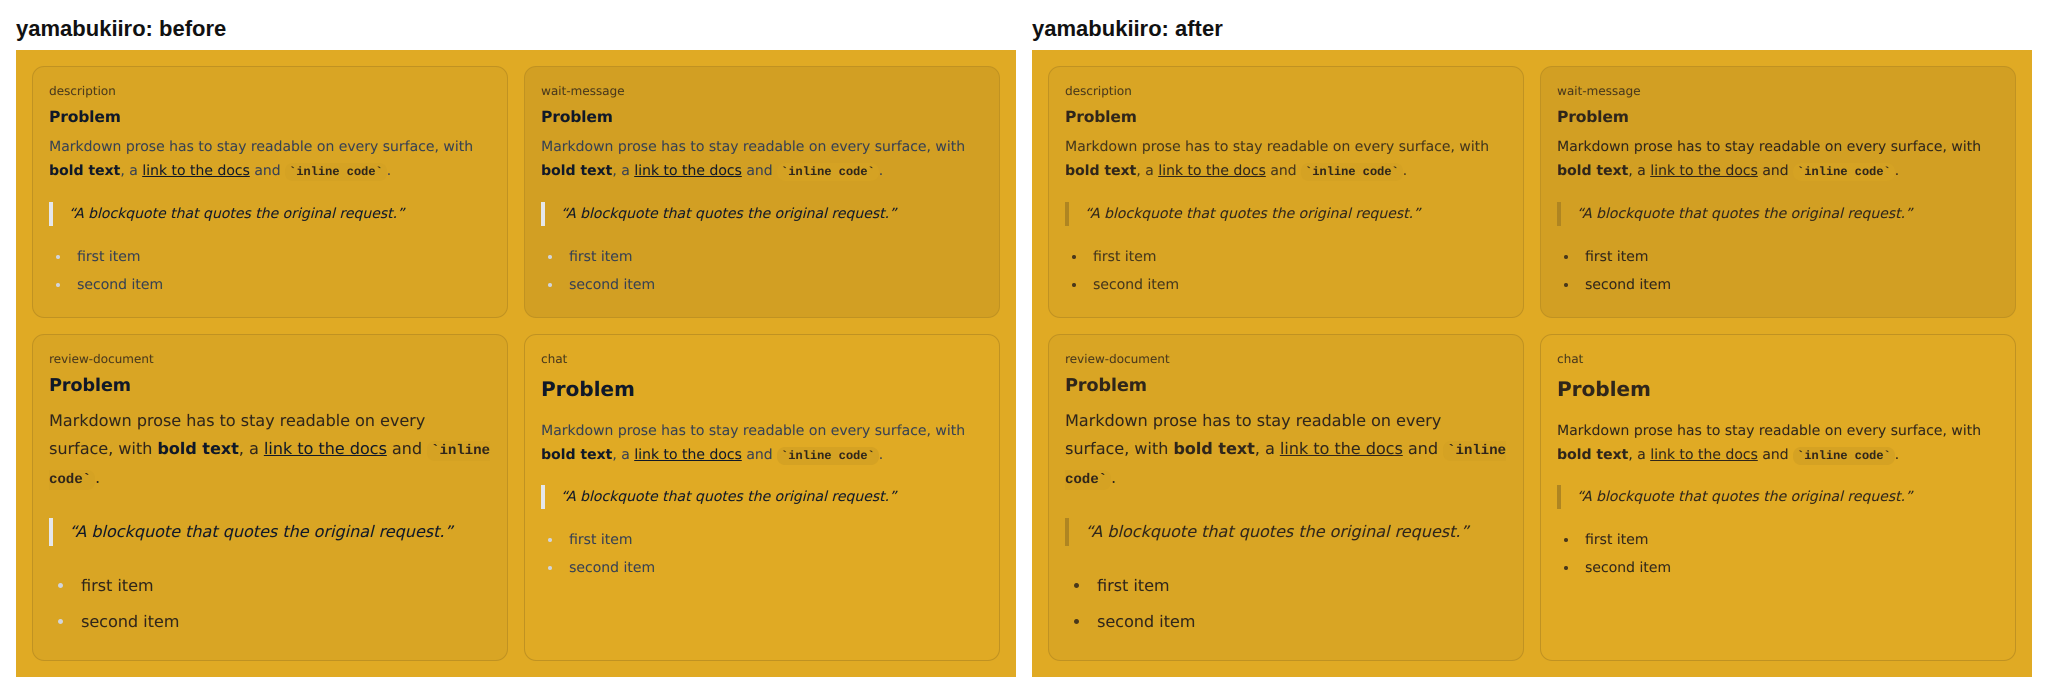 yamabukiiro: before
description
Problem
Markdown prose has to stay readable on every surface, with
bold text, a link to the docs and `inline code`.
“A blockquote that quotes the original request.”
• first item
• second item
wait-message
Problem
Markdown prose has to stay readable on every surface, with
bold text, a link to the docs and `inline code`.
“A blockquote that quotes the original request.”
• first item
• second item
review-document
Problem
Markdown prose has to stay readable on every
surface, with bold text, a link to the docs and `inline
code`.
“A blockquote that quotes the original request.”
• first item
• second item
chat
Problem
Markdown prose has to stay readable on every surface, with
bold text, a link to the docs and `inline code`.
“A blockquote that quotes the original request.”
• first item
• second item
yamabukiiro: after
description
Problem
Markdown prose has to stay readable on every surface, with
bold text, a link to the docs and `inline code`.
“A blockquote that quotes the original request.”
• first item
• second item
wait-message
Problem
Markdown prose has to stay readable on every surface, with
bold text, a link to the docs and `inline code`.
“A blockquote that quotes the original request.”
• first item
• second item
review-document
Problem
Markdown prose has to stay readable on every
surface, with bold text, a link to the docs and `inline
code`.
“A blockquote that quotes the original request.”
• first item
• second item
chat
Problem
Markdown prose has to stay readable on every surface, with
bold text, a link to the docs and `inline code`.
“A blockquote that quotes the original request.”
• first item
• second item